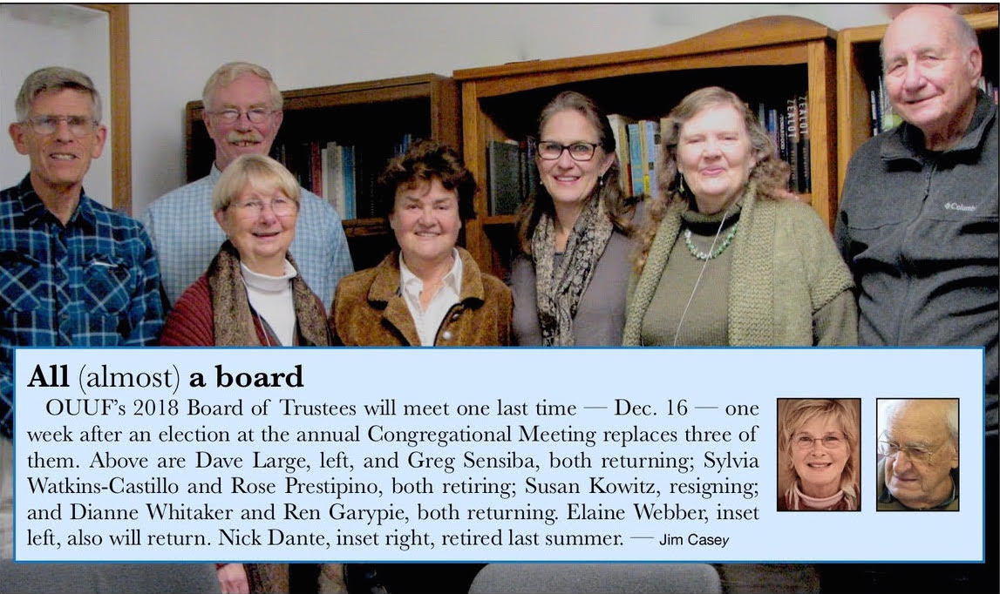 ZEALOT
ZEALOT
Columbia
All (almost) a board
OUUF's 2018 Board of Trustees will meet one last time — Dec. 16 — one
week after an election at the annual Congregational Meeting replaces three of
them. Above are Dave Large, left, and Greg Sensiba, both returning; Sylvia
Watkins-Castillo and Rose Prestipino, both retiring; Susan Kowitz, resigning;
and Dianne Whitaker and Ren Garypie, both returning. Elaine Webber, inset
left, also will return. Nick Dante, inset right, retired last summer. — Jim Casey